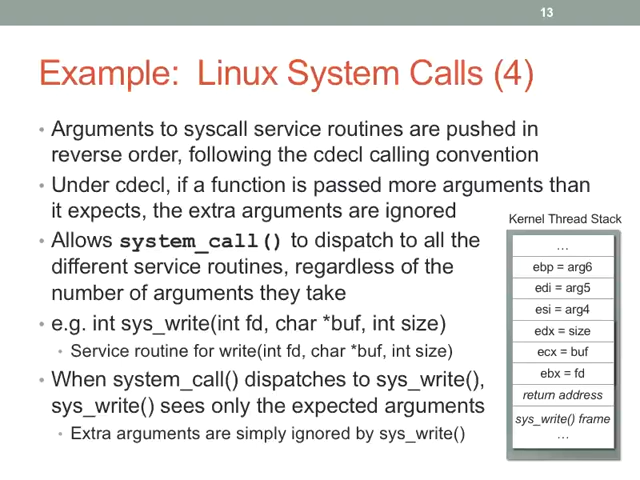 13
Example: Linux System Calls (4)
• Arguments to syscall service routines are pushed in
reverse order, following the cdecl calling convention
• Under cdecl, if a function is passed more arguments than
it expects, the extra arguments are ignored
• Allows system_call() to dispatch to all the
different service routines, regardless of the
number of arguments they take
• e.g. int sys_write(int fd, char *buf, int size)
• Service routine for write(int fd, char *buf, int size)
• When system_call() dispatches to sys_write(),
sys_write() sees only the expected arguments
• Extra arguments are simply ignored by sys_write()
Kernel Thread Stack
…
ebp = arg6
edi = arg5
esi = arg4
edx = size
ecx = buf
ebx = fd
return address
sys_write() frame
…